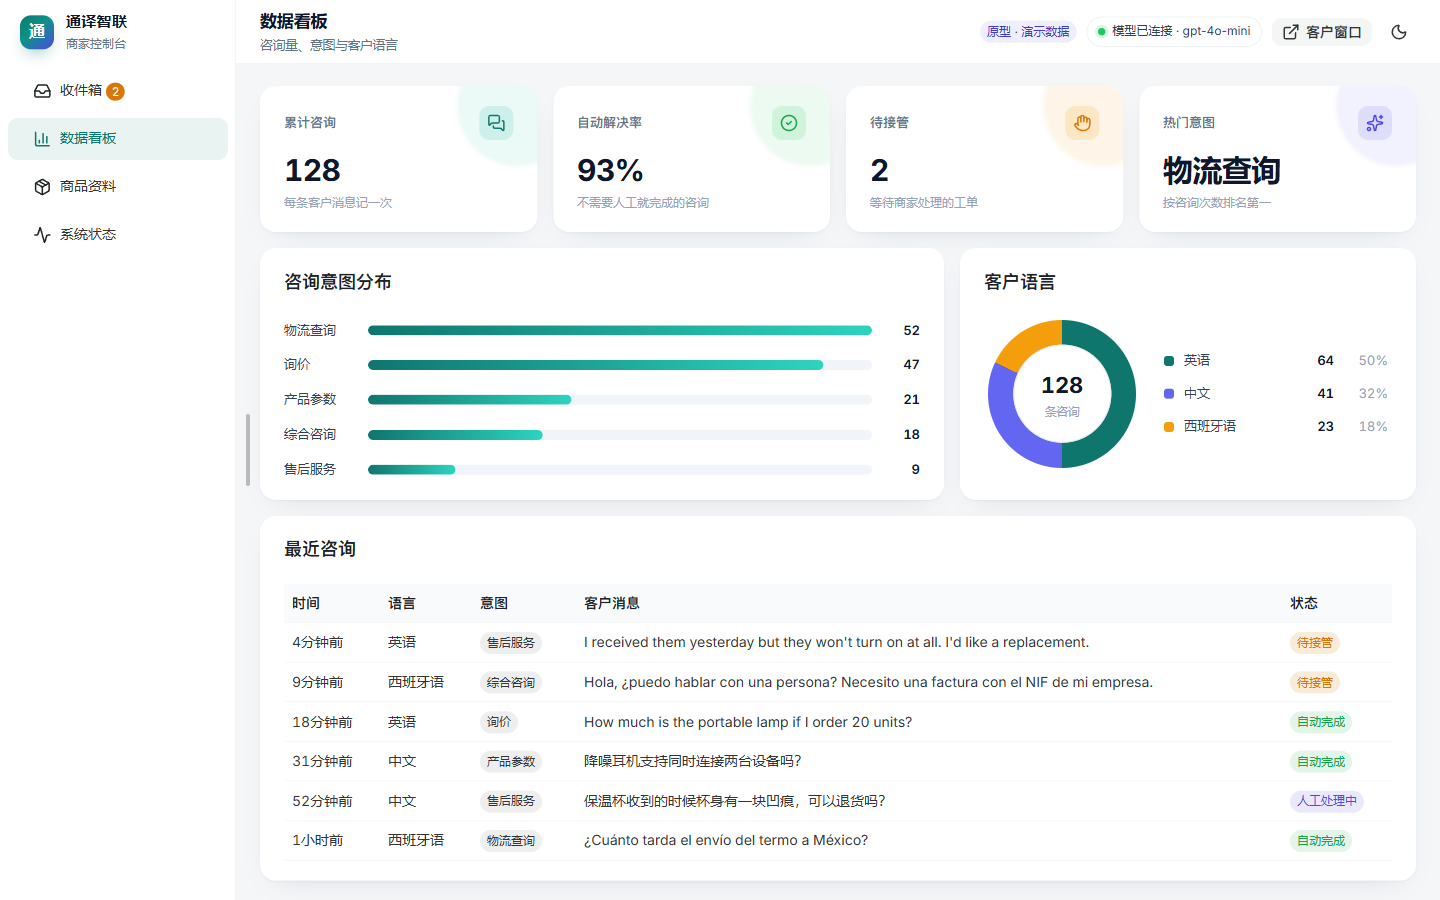 通
通译智联
商家控制台
收件箱 2
数据看板
商品资料
系统状态
数据看板
咨询量、意图与客户语言
原型 · 演示数据
模型已连接 · gpt-4o-mini
客户窗口
累计咨询
128
每条客户消息记一次
自动解决率
93%
不需要人工就完成的咨询
待接管
2
等待商家处理的工单
热门意图
物流查询
按咨询次数排名第一
咨询意图分布
物流查询 52
询价 47
产品参数 21
综合咨询 18
售后服务 9
客户语言
128
条咨询
英语 64 50%
中文 41 32%
西班牙语 23 18%
最近咨询
时间 语言 意图 客户消息 状态
4分钟前 英语 售后服务 I received them yesterday but they won't turn on at all. I'd like a replacement. 待接管
9分钟前 西班牙语 综合咨询 Hola, ¿puedo hablar con una persona? Necesito una factura con el NIF de mi empresa. 待接管
18分钟前 英语 询价 How much is the portable lamp if I order 20 units? 自动完成
31分钟前 中文 产品参数 降噪耳机支持同时连接两台设备吗？ 自动完成
52分钟前 中文 售后服务 保温杯收到的时候杯身有一块凹痕，可以退货吗？ 人工处理中
1小时前 西班牙语 物流查询 ¿Cuánto tarda el envío del termo a México? 自动完成